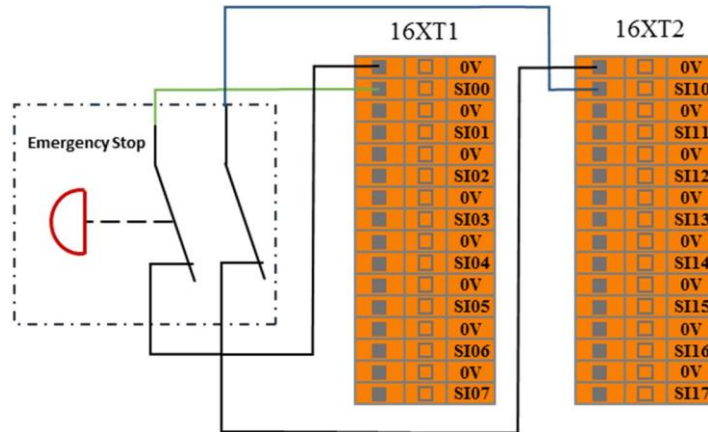 16XT1
16XT2
Emergency Stop
0V
SI00
0V
SI01
0V
SI02
0V
SI03
0V
SI04
0V
SI05
0V
SI06
0V
SI07
0V
SI10
0V
SI11
0V
SI12
0V
SI13
0V
SI14
0V
SI15
0V
SI16
0V
SI17